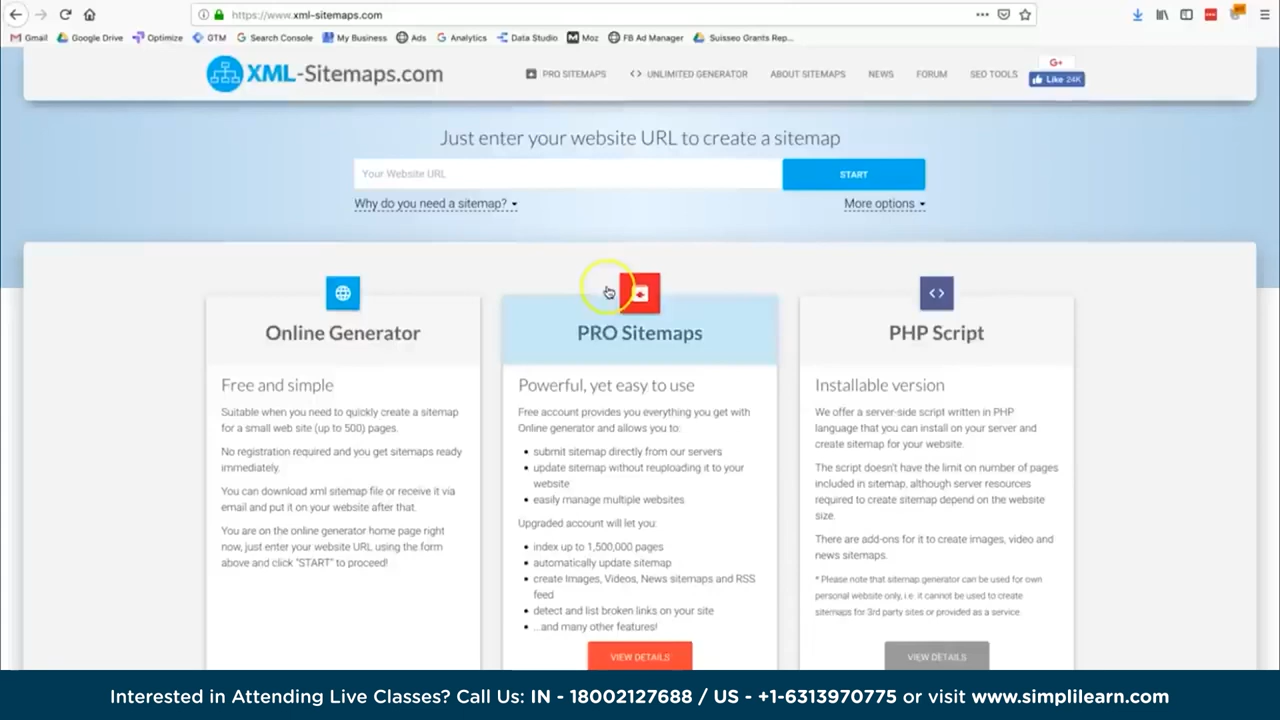 https://www.xml-sitemaps.com
Gmail Google Drive Optimize GTM Search Console My Business Ads Analytics Data Studio Moz FB Ad Manager Suisseo Grants Rep...
XML-Sitemaps.com
PRO SITEMAPS UNLIMITED GENERATOR ABOUT SITEMAPS NEWS FORUM SEO TOOLS
G+
Like 24K
Just enter your website URL to create a sitemap
Your Website URL
START
Why do you need a sitemap?
More options
Online Generator
Free and simple
Suitable when you need to quickly create a sitemap
for a small web site (up to 500) pages.
No registration required and you get sitemaps ready
immediately.
You can download xml sitemap file or receive it via
email and put it on your website after that.
You are on the online generator home page right
now, just enter your website URL using the form
above and click "START" to proceed!
PRO Sitemaps
Powerful, yet easy to use
Free account provides you everything you get with
Online generator and allows you to:
• submit sitemap directly from our servers
• update sitemap without reuploading it to your
website
• easily manage multiple websites
Upgraded account will let you:
• index up to 1,500,000 pages
• automatically update sitemap
• create Images, Videos, News sitemaps and RSS
feed
• detect and list broken links on your site
• ...and many other features!
VIEW DETAILS
PHP Script
Installable version
We offer a server-side script written in PHP
language that you can install on your server and
create sitemap for your website.
The script doesn't have the limit on number of pages
included in sitemap, although server resources
required to create sitemap depend on the website
size.
There are add-ons for it to create images, video and
news sitemaps.
* Please note that sitemap generator can be used for own
personal website only, i.e. it cannot be used to create
sitemaps for 3rd party sites or provided as a service
VIEW DETAILS
Interested in Attending Live Classes? Call Us: IN - 18002127688 / US - +1-6313970775 or visit www.simplilearn.com